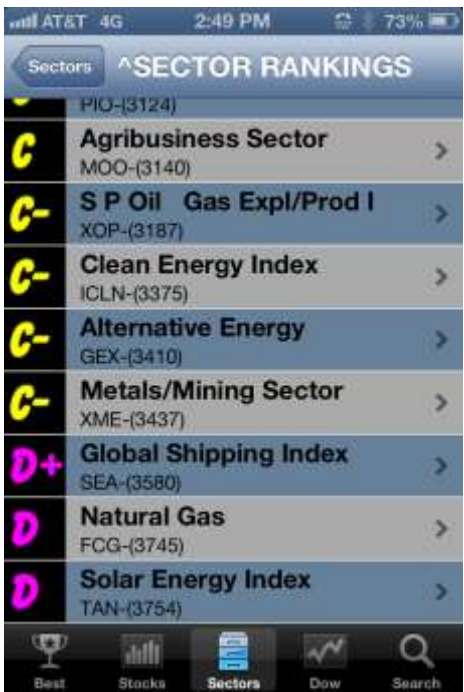 AT&T 4G 2:49 PM 73%
Sectors ^SECTOR RANKINGS
PIO-(3124)
C Agribusiness Sector
MOO-(3140)
C- S P Oil Gas Expl/Prod I
XOP-(3187)
C- Clean Energy Index
ICLN-(3375)
C- Alternative Energy
GEX-(3410)
C- Metals/Mining Sector
XME-(3437)
D+ Global Shipping Index
SEA-(3580)
D Natural Gas
FCG-(3745)
D Solar Energy Index
TAN-(3754)
Best Stocks Sectors Dow Search